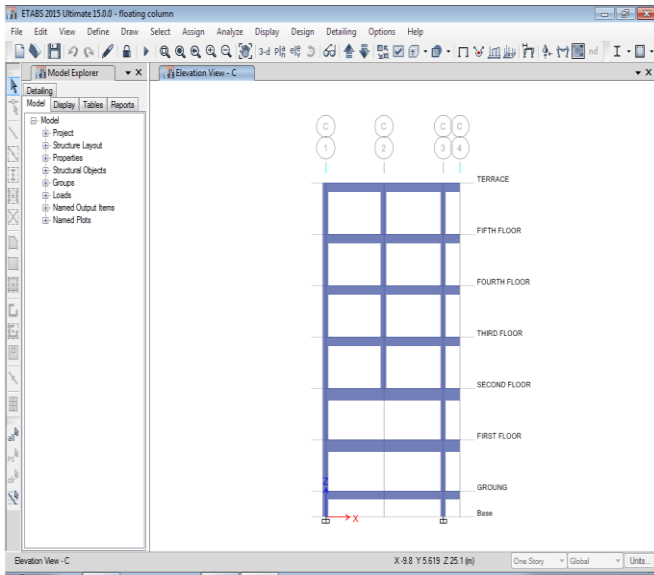 ETABS 2015 Ultimate 15.0.0 - floating column
File Edit View Define Draw Select Assign Analyze Display Design Detailing Options Help
3-d nd
Model Explorer
Elevation View - C
Detailing
Model Display Tables Reports
Model
Project
Structure Layout
Properties
Structural Objects
Groups
Loads
Named Output Items
Named Plots
C C C C
1 2 3 4
TERRACE
FIFTH FLOOR
FOURTH FLOOR
THIRD FLOOR
SECOND FLOOR
FIRST FLOOR
GROUNG
Z
Base
X
all
Elevation View - C
X -9.8 Y 5.619 Z 25.1 (m)
One Story
Global
Units...